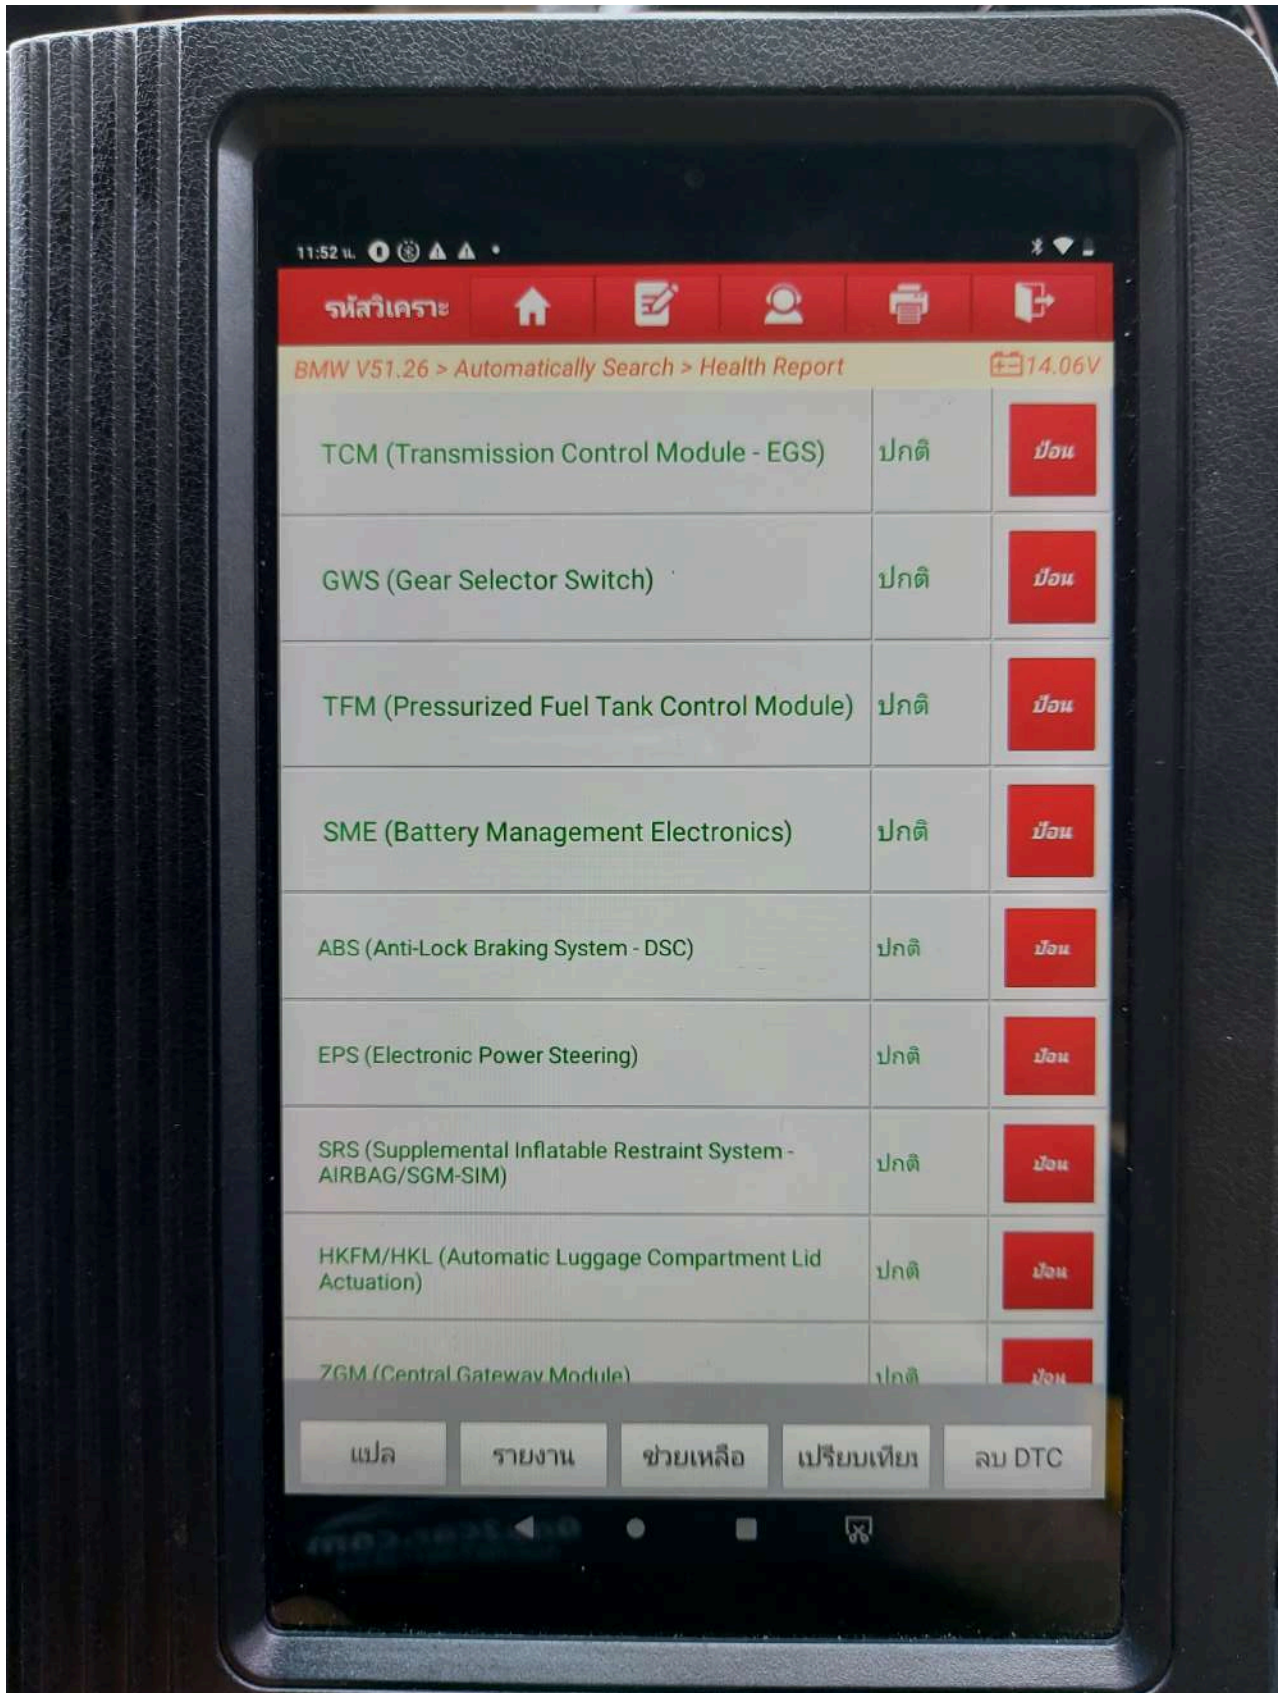 11:52 น.
รหัสวิเคราะ
BMW V51.26 > Automatically Search > Health Report 14.06V
TCM (Transmission Control Module - EGS) ปกติ ป้อน
GWS (Gear Selector Switch) ปกติ ป้อน
TFM (Pressurized Fuel Tank Control Module) ปกติ ป้อน
SME (Battery Management Electronics) ปกติ ป้อน
ABS (Anti-Lock Braking System - DSC) ปกติ ป้อน
EPS (Electronic Power Steering) ปกติ ป้อน
SRS (Supplemental Inflatable Restraint System -
AIRBAG/SGM-SIM) ปกติ ป้อน
HKFM/HKL (Automatic Luggage Compartment Lid
Actuation) ปกติ ป้อน
ZGM (Central Gateway Module) ปกติ ป้อน
แปล รายงาน ช่วยเหลือ เปรียบเทียบ ลบ DTC